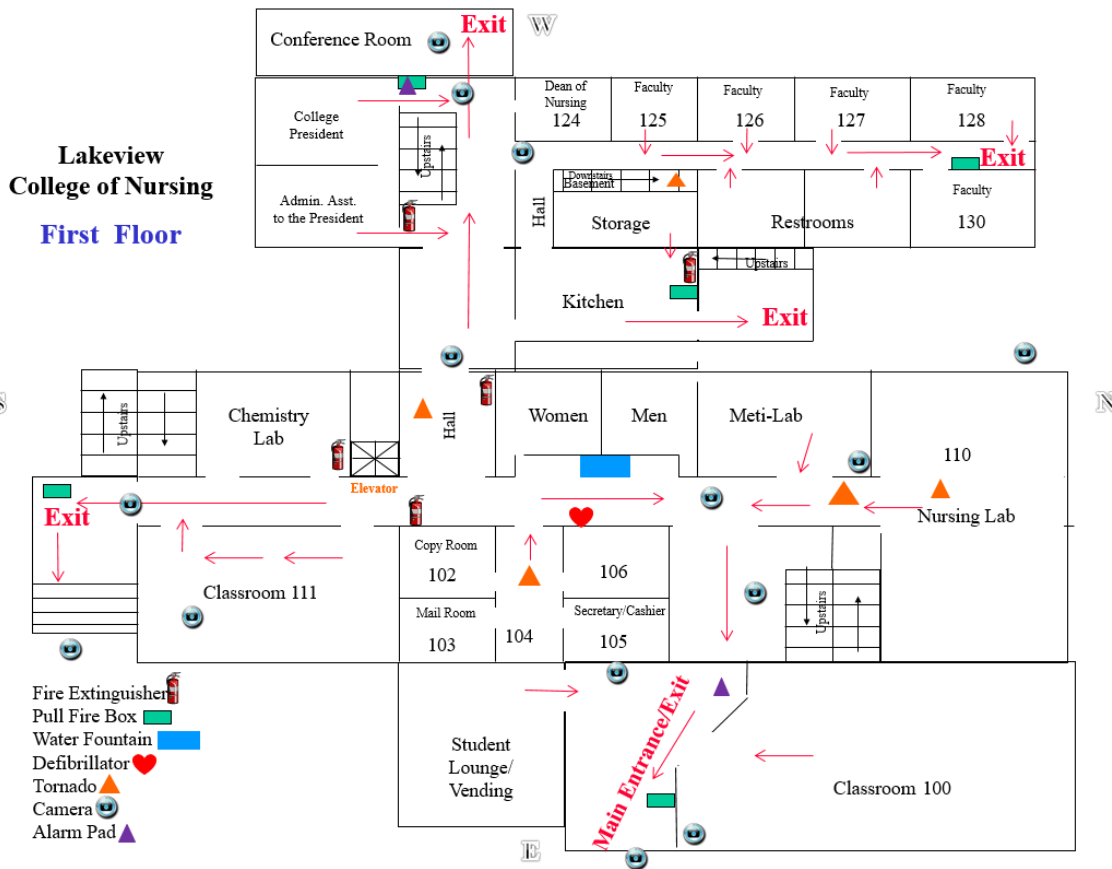 Conference Room
Exit
W
Lakeview
College of Nursing
First Floor
College
President
Admin. Asst.
to the President
Upstairs
Dean of
Nursing
124
Faculty
125
Faculty
126
Faculty
127
Faculty
128
Exit
Downstairs
Basement
Hall
Storage
Restrooms
Faculty
130
Kitchen
Upstairs
Exit
S
N
Upstairs
Chemistry
Lab
Hall
Women
Men
Meti-Lab
110
Nursing Lab
Elevator
Exit
Classroom 111
Copy Room
102
Mail Room
103
104
106
Secretary/Cashier
105
Upstairs
Student
Lounge/
Vending
Main Entrance/Exit
Classroom 100
E
Fire Extinguisher
Pull Fire Box
Water Fountain
Defibrillator
Tornado
Camera
Alarm Pad